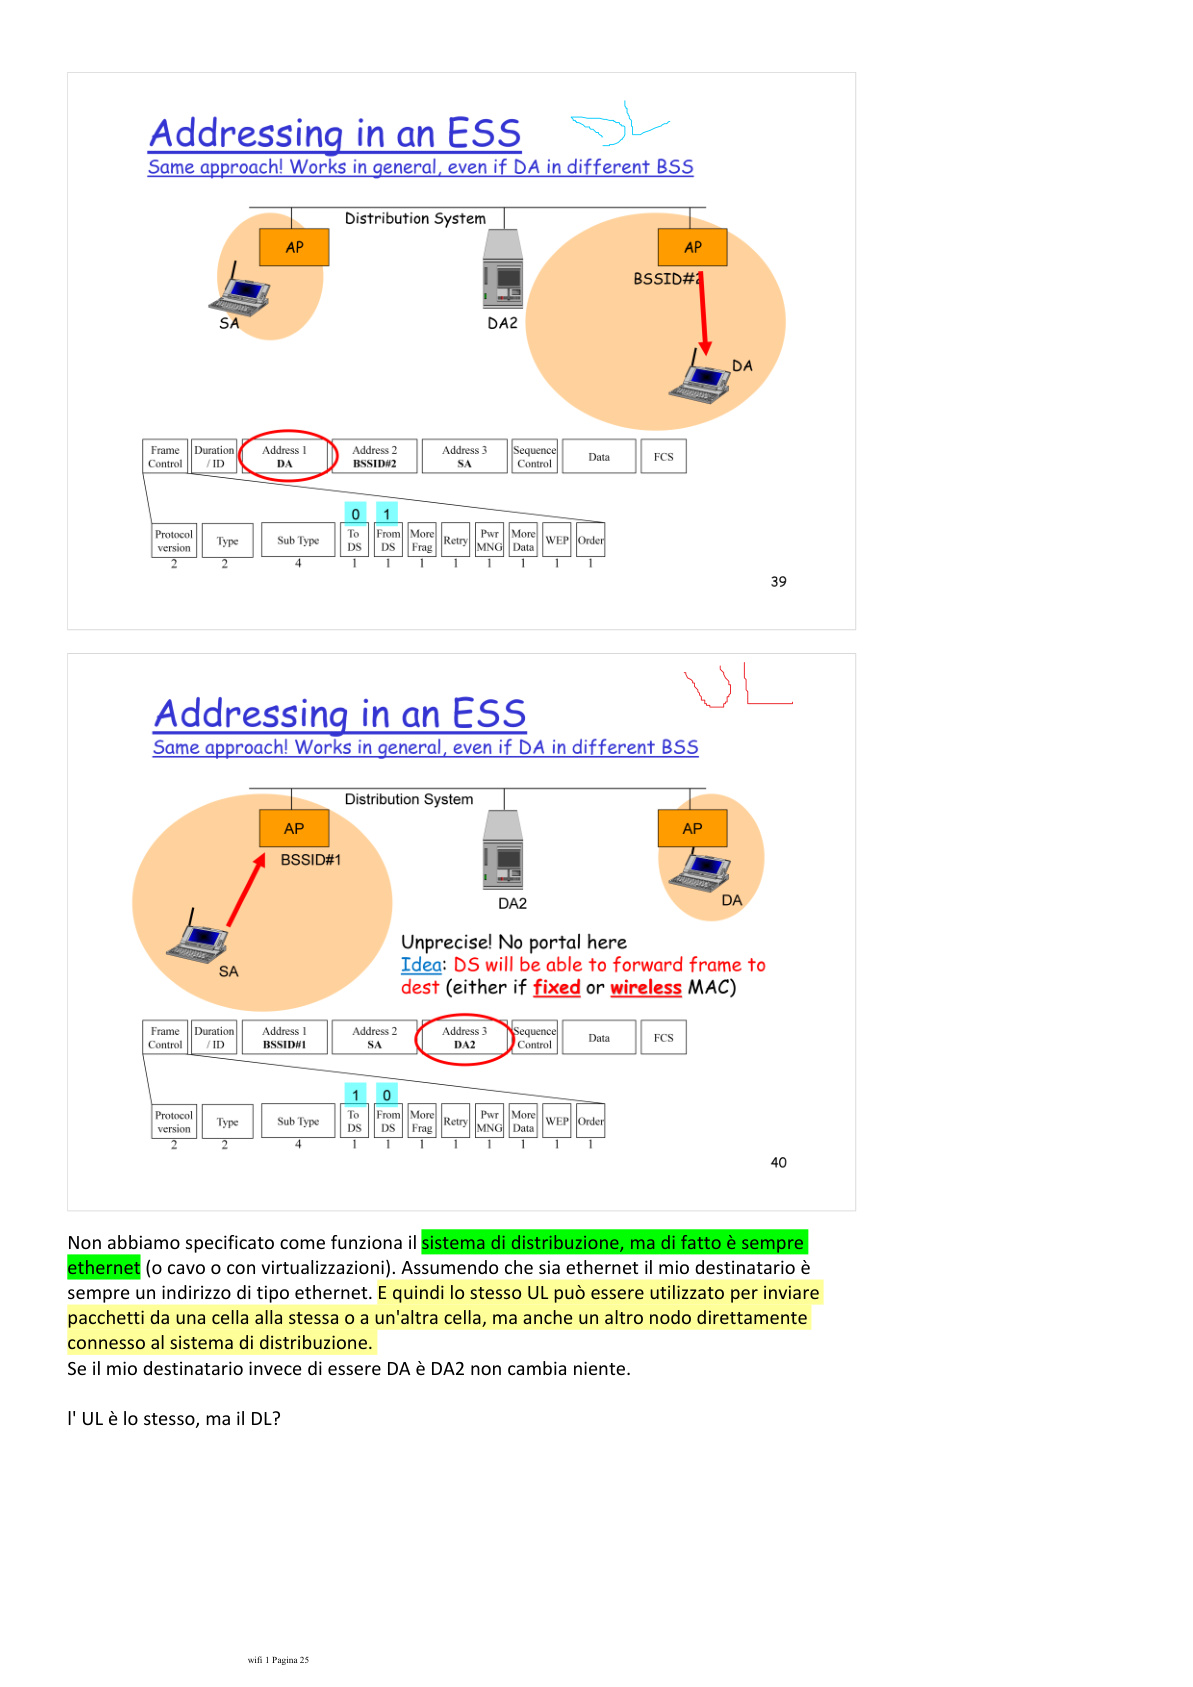 DL
Addressing in an ESS
Same approach! Works in general, even if DA in different BSS
Distribution System
AP
AP
BSSID#2
SA
DA2
DA
Frame Control
Duration / ID
Address 1 DA
Address 2 BSSID#2
Address 3 SA
Sequence Control
Data
FCS
0 1
Protocol version
Type
Sub Type
To DS
From DS
More Frag
Retry
Pwr MNG
More Data
WEP
Order
2 2 4 1 1 1 1 1 1 1 1
39
UL
Addressing in an ESS
Same approach! Works in general, even if DA in different BSS
Distribution System
AP
AP
BSSID#1
SA
DA2
DA
Unprecise! No portal here
Idea: DS will be able to forward frame to
dest (either if fixed or wireless MAC)
Frame Control
Duration / ID
Address 1 BSSID#1
Address 2 SA
Address 3 DA2
Sequence Control
Data
FCS
1 0
Protocol version
Type
Sub Type
To DS
From DS
More Frag
Retry
Pwr MNG
More Data
WEP
Order
2 2 4 1 1 1 1 1 1 1 1
40
Non abbiamo specificato come funziona il sistema di distribuzione, ma di fatto è sempre
ethernet (o cavo o con virtualizzazioni). Assumendo che sia ethernet il mio destinatario è
sempre un indirizzo di tipo ethernet. E quindi lo stesso UL può essere utilizzato per inviare
pacchetti da una cella alla stessa o a un'altra cella, ma anche un altro nodo direttamente
connesso al sistema di distribuzione.
Se il mio destinatario invece di essere DA è DA2 non cambia niente.
l' UL è lo stesso, ma il DL?
wifi 1 Pagina 25